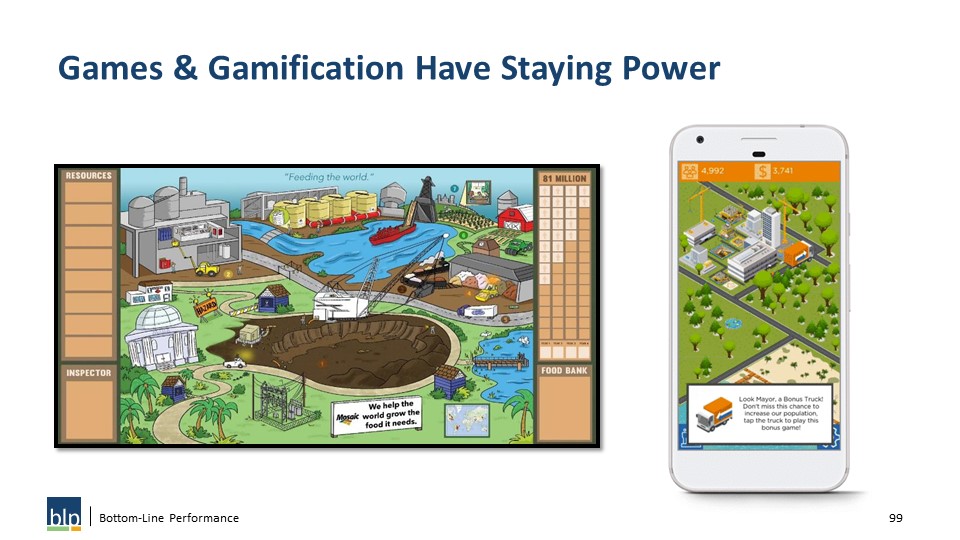 Games & Gamification Have Staying Power
RESOURCES
"Feeding the world."
81 MILLION
HAZARD
INSPECTOR
FOOD BANK
Mosaic
We help the
world grow the
food it needs.
4,992
3,741
Look Mayor, a Bonus Truck!
Don't miss this chance to
increase our population,
tap the truck to play this
bonus game!
blp
Bottom-Line Performance
99